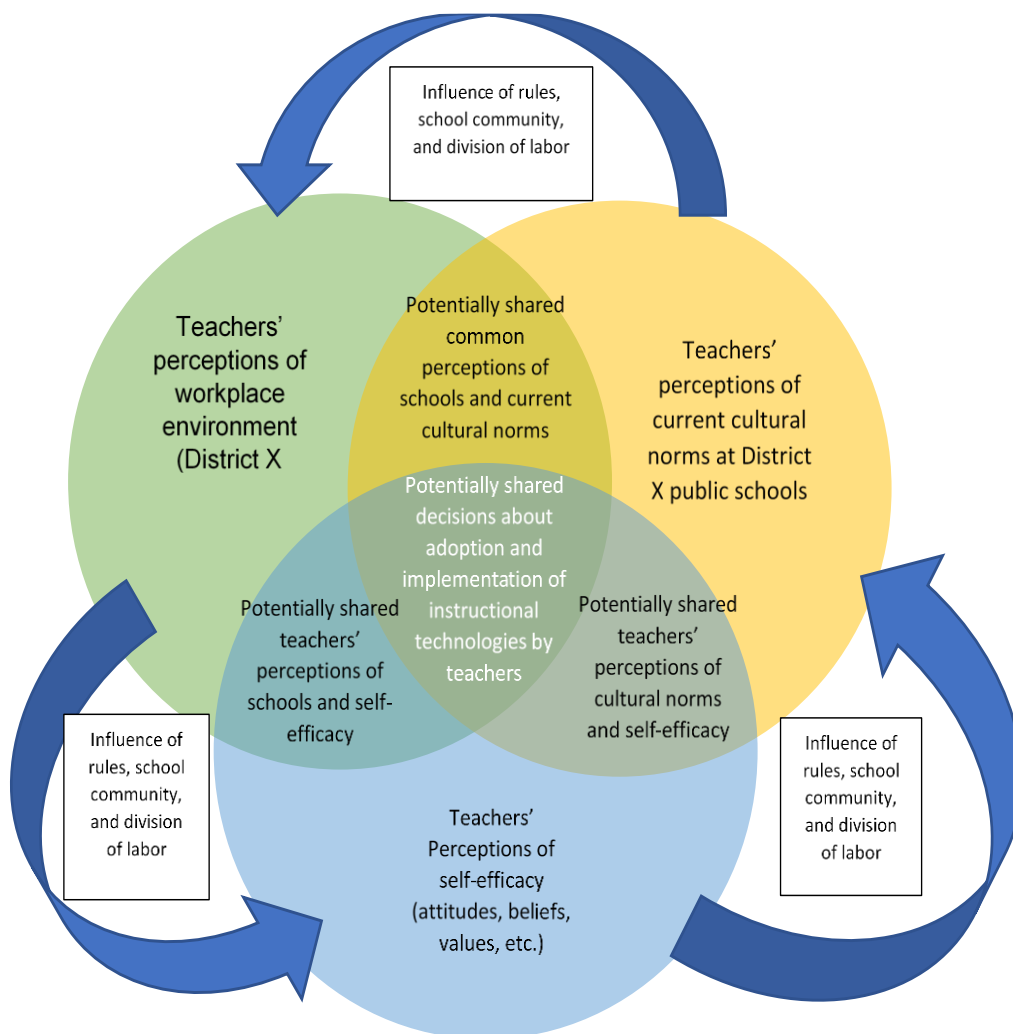 Influence of rules,
school community,
and division of labor
Teachers’
perceptions of
workplace
environment
(District X
Potentially shared
common
perceptions of
schools and current
cultural norms
Teachers’
perceptions of
current cultural
norms at District
X public schools
Potentially shared
decisions about
adoption and
implementation of
instructional
technologies by
teachers
Potentially shared
teachers’
perceptions of
schools and self-
efficacy
Potentially shared
teachers’
perceptions of
cultural norms
and self-efficacy
Influence of
rules, school
community,
and division
of labor
Teachers’
Perceptions of
self-efficacy
(attitudes, beliefs,
values, etc.)
Influence of
rules, school
community,
and division
of labor